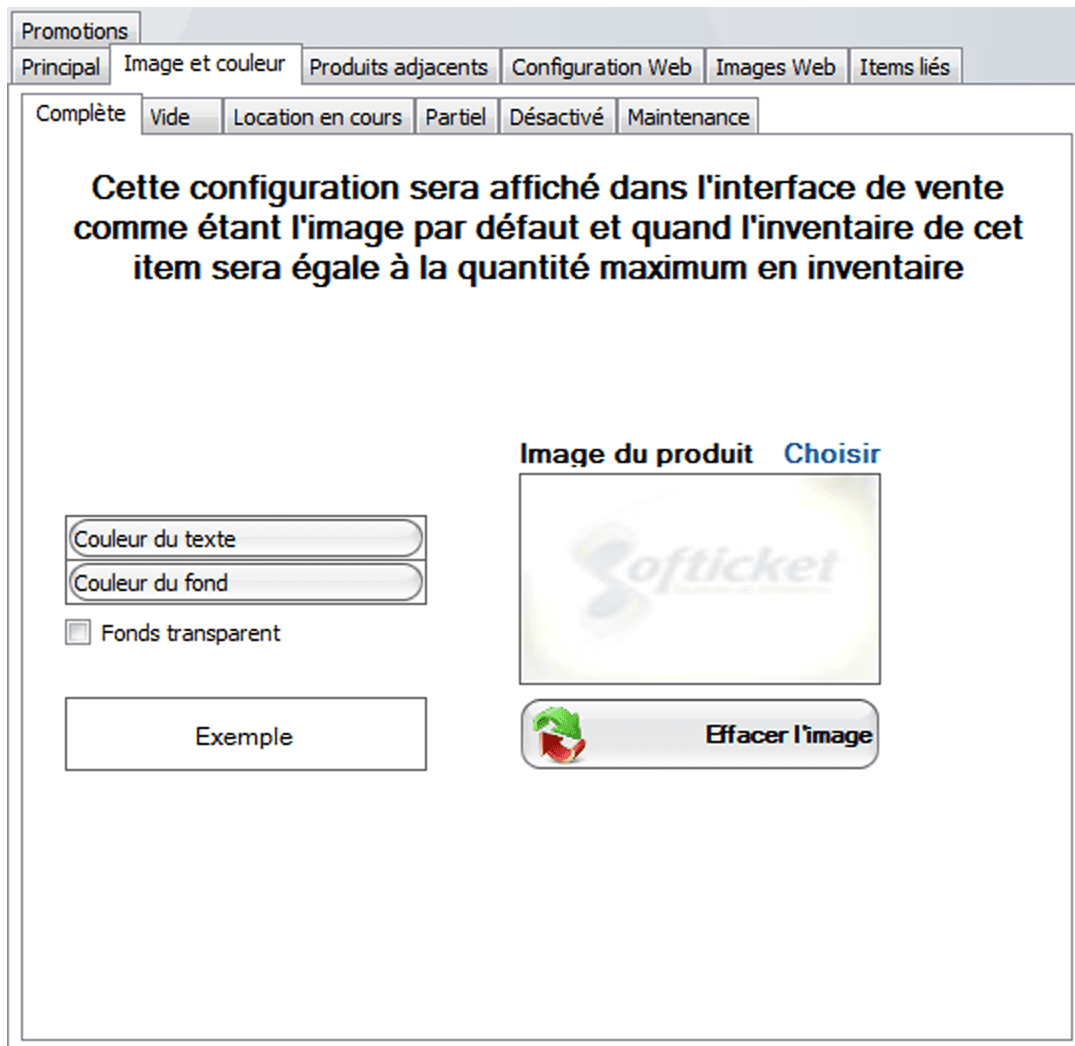 Promotions
Principal Image et couleur Produits adjacents Configuration Web Images Web Items liés
Complète Vide Location en cours Partiel Désactivé Maintenance
Cette configuration sera affiché dans l'interface de vente
comme étant l'image par défaut et quand l'inventaire de cet
item sera égale à la quantité maximum en inventaire
Image du produit Choisir
Softicket
Couleur du texte
Couleur du fond
Fonds transparent
Exemple
Effacer l'image